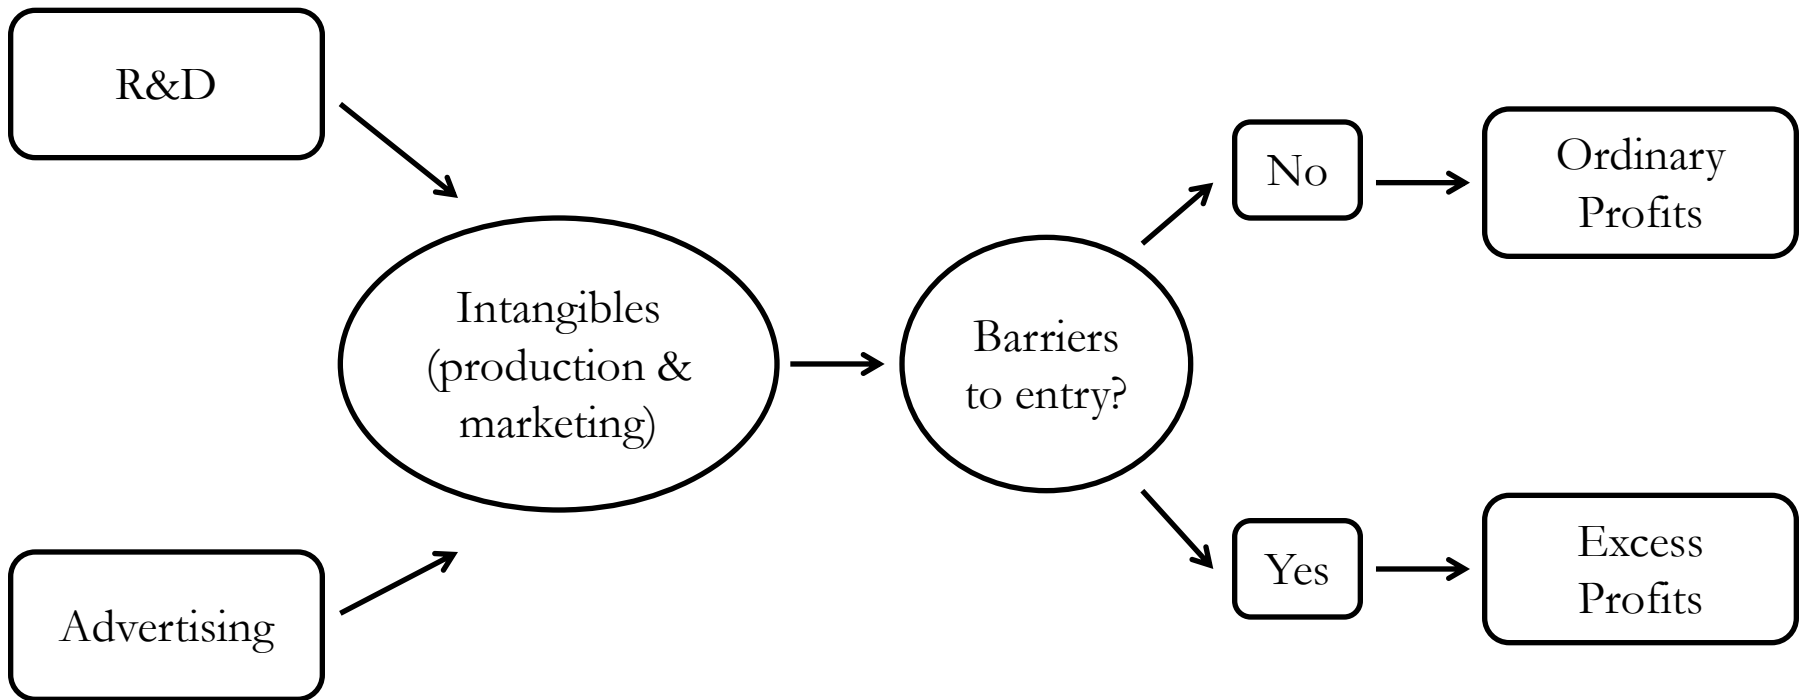 R&D
Advertising
Intangibles
(production &
marketing)
Barriers
to entry?
No
Yes
Ordinary
Profits
Excess
Profits